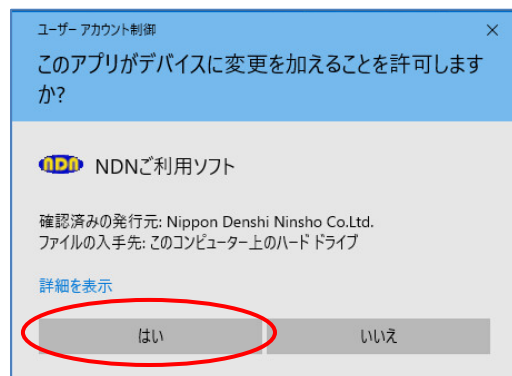 ユーザー アカウント制御
×
このアプリがデバイスに変更を加えることを許可します
か?
NDN NDNご利用ソフト
確認済みの発行元: Nippon Denshi Ninsho Co.Ltd.
ファイルの入手先: このコンピューター上のハード ドライブ
詳細を表示
はい いいえ